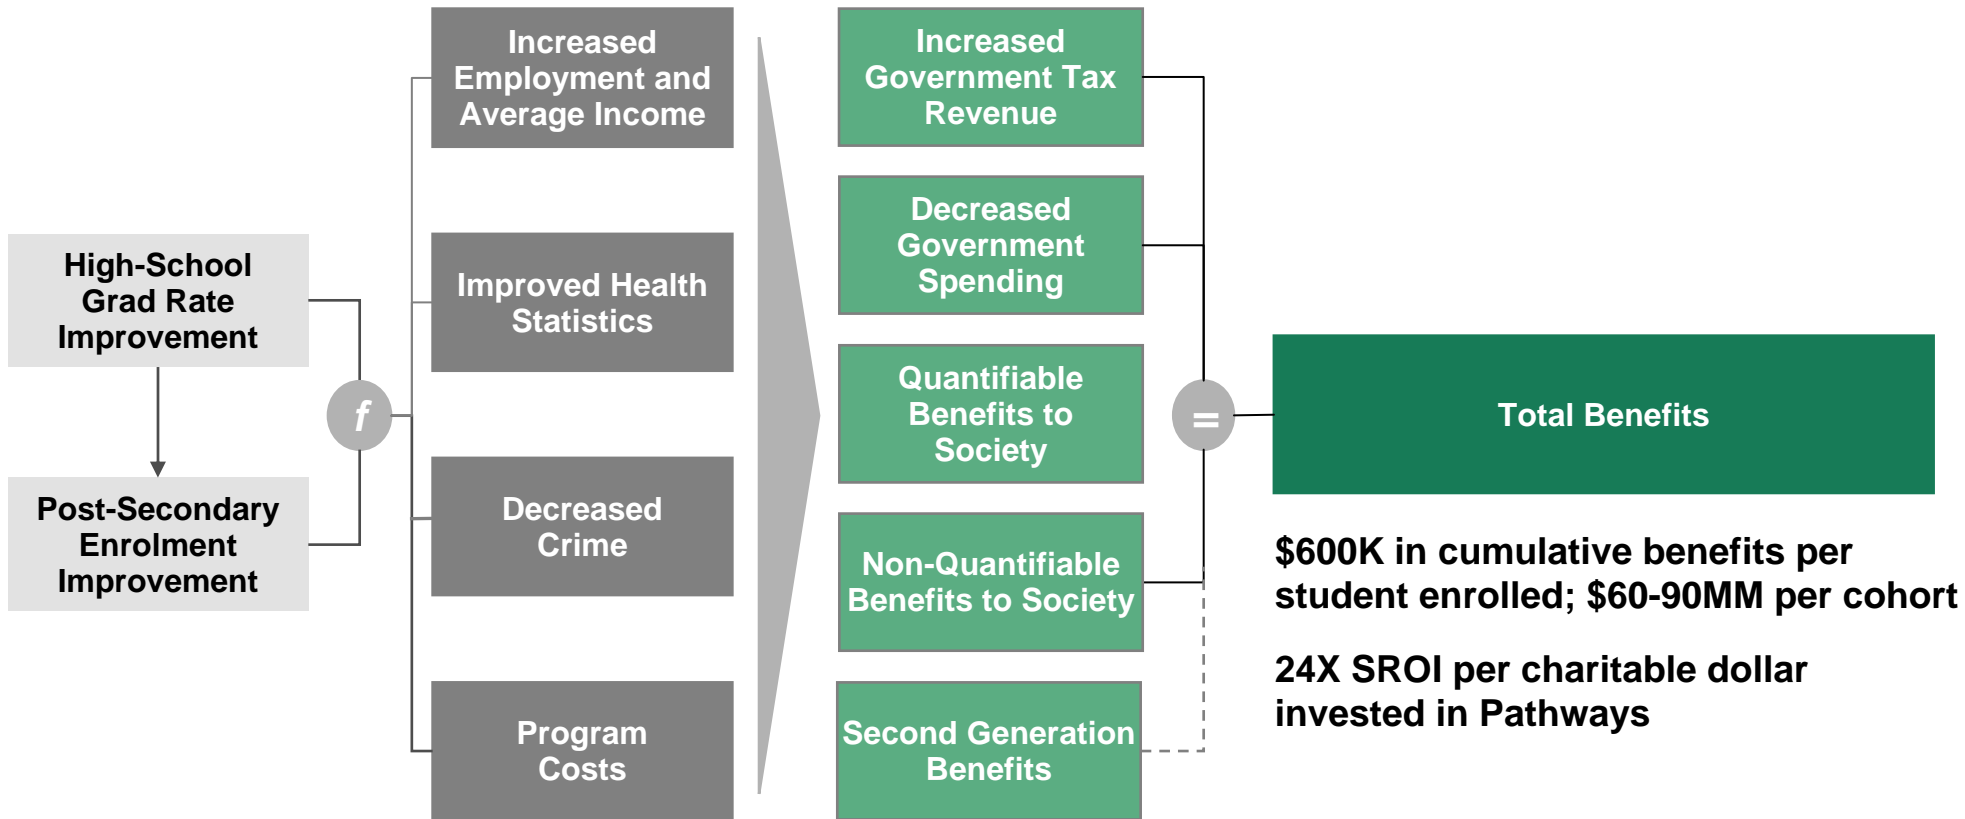 High-School
Grad Rate
Improvement
Post-Secondary
Enrolment
Improvement
f
Increased
Employment and
Average Income
Improved Health
Statistics
Decreased
Crime
Program
Costs
Increased
Government Tax
Revenue
Decreased
Government
Spending
Quantifiable
Benefits to
Society
Non-Quantifiable
Benefits to Society
Second Generation
Benefits
=
Total Benefits
$600K in cumulative benefits per
student enrolled; $60-90MM per cohort
24X SROI per charitable dollar
invested in Pathways